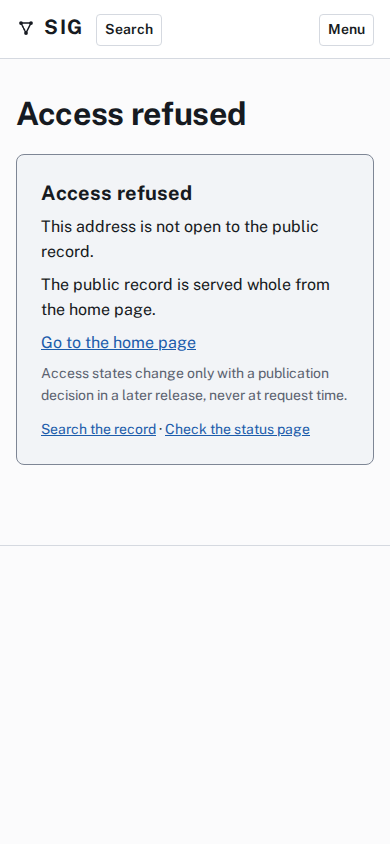 SIG
Search
Menu
Access refused
Access refused
This address is not open to the public
record.
The public record is served whole from
the home page.
Go to the home page
Access states change only with a publication
decision in a later release, never at request time.
Search the record · Check the status page